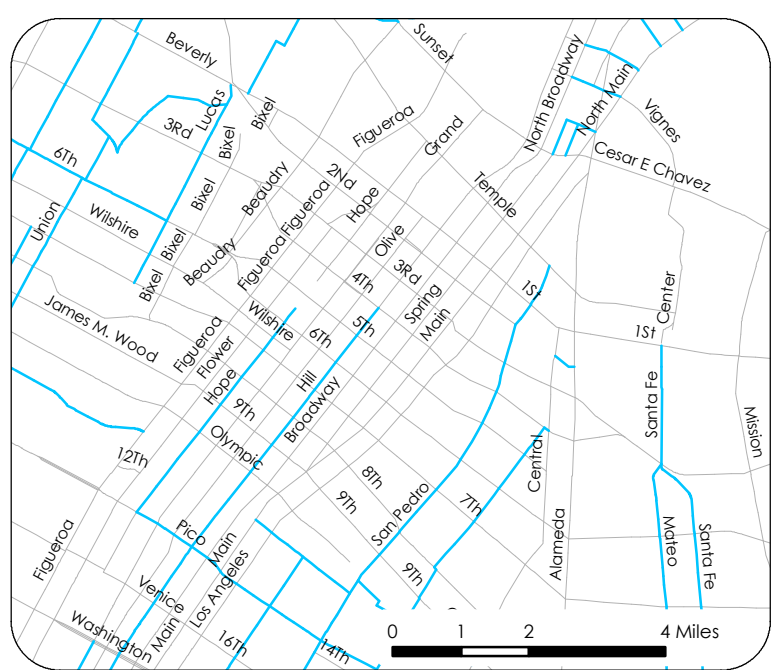 Sunset
Beverly
North Broadway
North Main
Vignes
Lucas
Bixel
3Rd
Bixel
Figueroa
Grand
Cesar E Chavez
6Th
2Nd
Temple
Bixel
Beaudry
Figueroa
Hope
Union
Wilshire
Bixel
Beaudry
Figueroa
Olive
3Rd
4Th
1St
Bixel
Spring
Center
James M. Wood
Wilshire
Main
6Th
5Th
1St
Figueroa
Flower
Hope
Hill
Broadway
Santa Fe
Mission
9Th
Olympic
12Th
8Th
9Th
Central
7Th
San Pedro
Pico
Main
Figueroa
Los Angeles
Alameda
Mateo
Santa Fe
9Th
Venice
Main
Washington
16Th
14Th
0 1 2 4 Miles